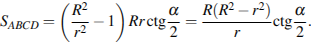 S_{ABCD} = \left( \frac{R^2}{r^2} - 1 \right) Rr \operatorname{ctg} \frac{\alpha}{2} = \frac{R(R^2 - r^2)}{r} \operatorname{ctg} \frac{\alpha}{2}.